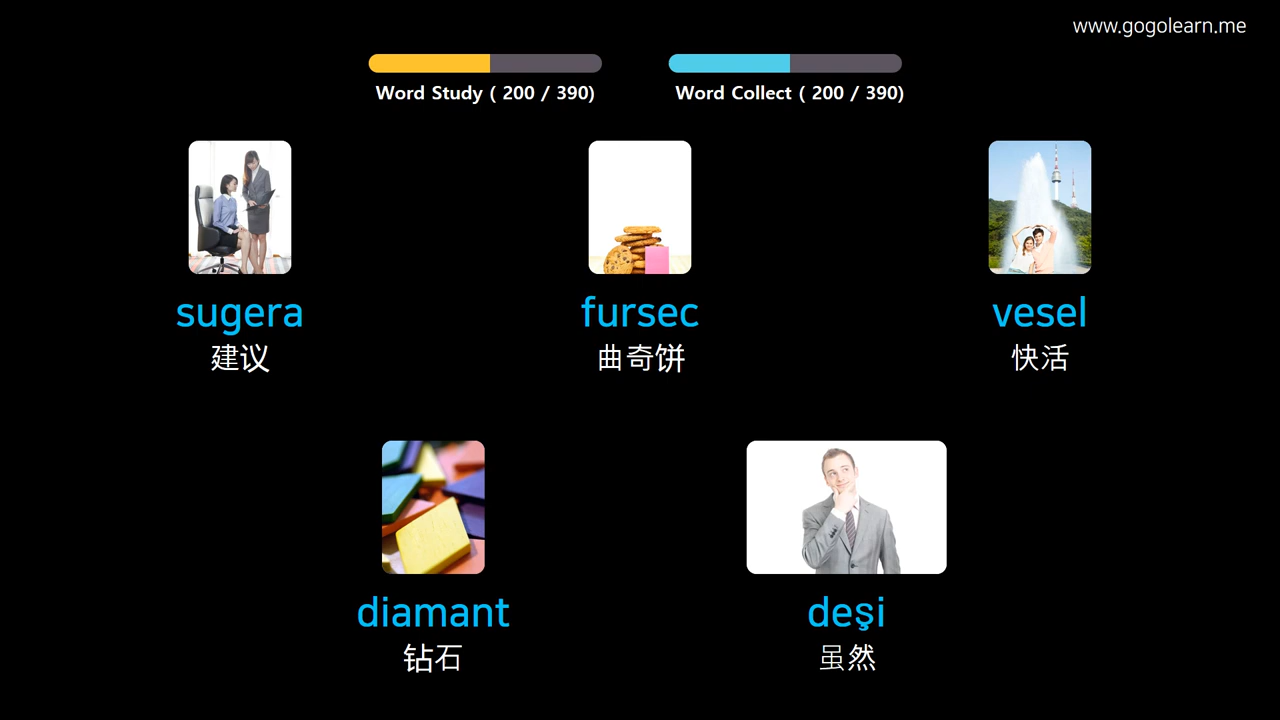 www.gogolearn.me
Word Study ( 200 / 390)
Word Collect ( 200 / 390)
sugera
建议
fursec
曲奇饼
vesel
快活
diamant
钻石
deşi
虽然